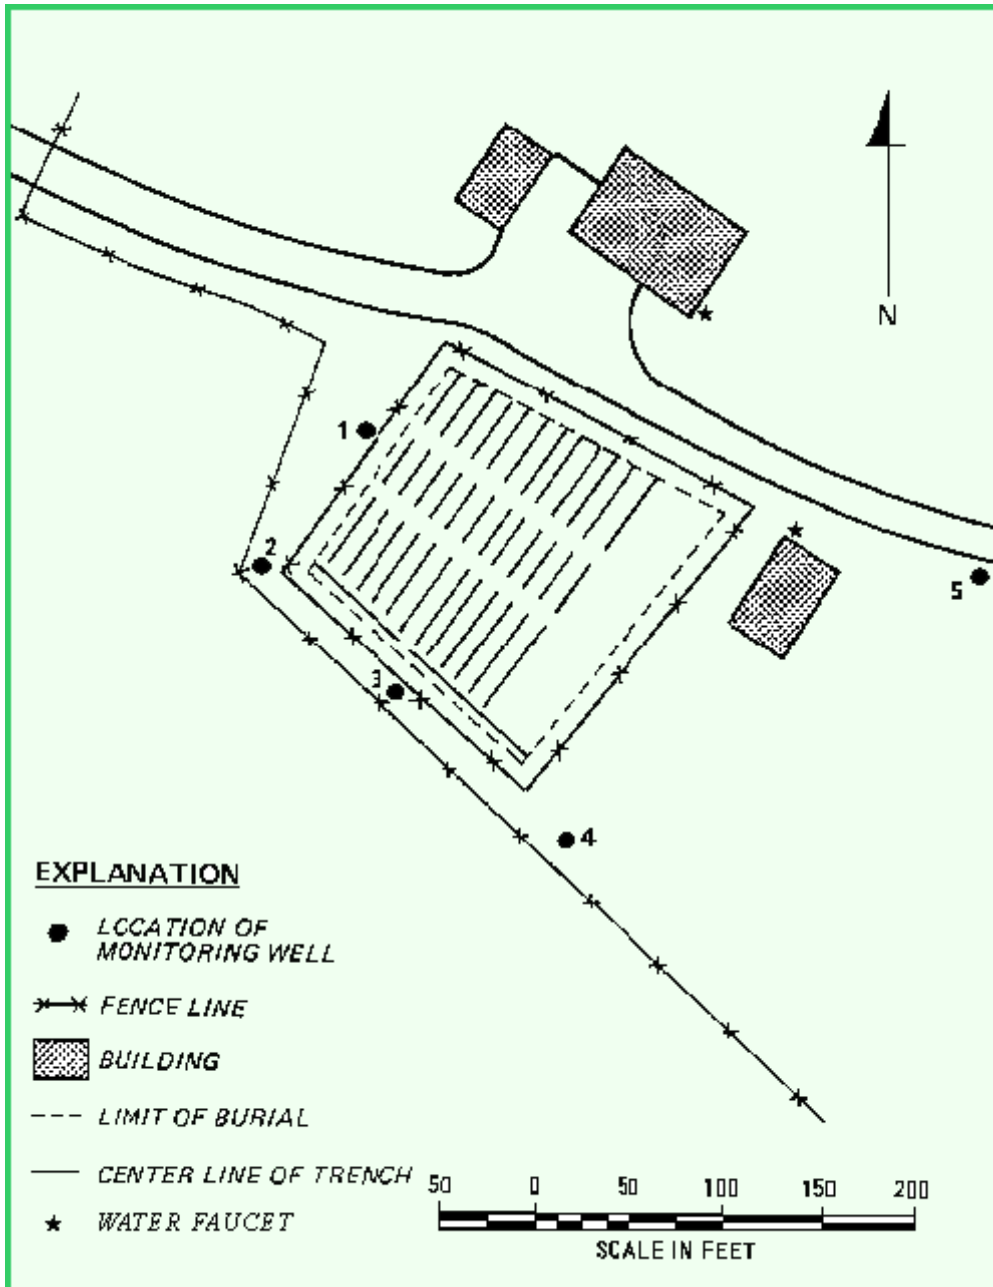 N
1
2
3
4
5
EXPLANATION
LOCATION OF
MONITORING WELL
FENCE LINE
BUILDING
LIMIT OF BURIAL
CENTER LINE OF TRENCH
WATER FAUCET
50 0 50 100 150 200
SCALE IN FEET